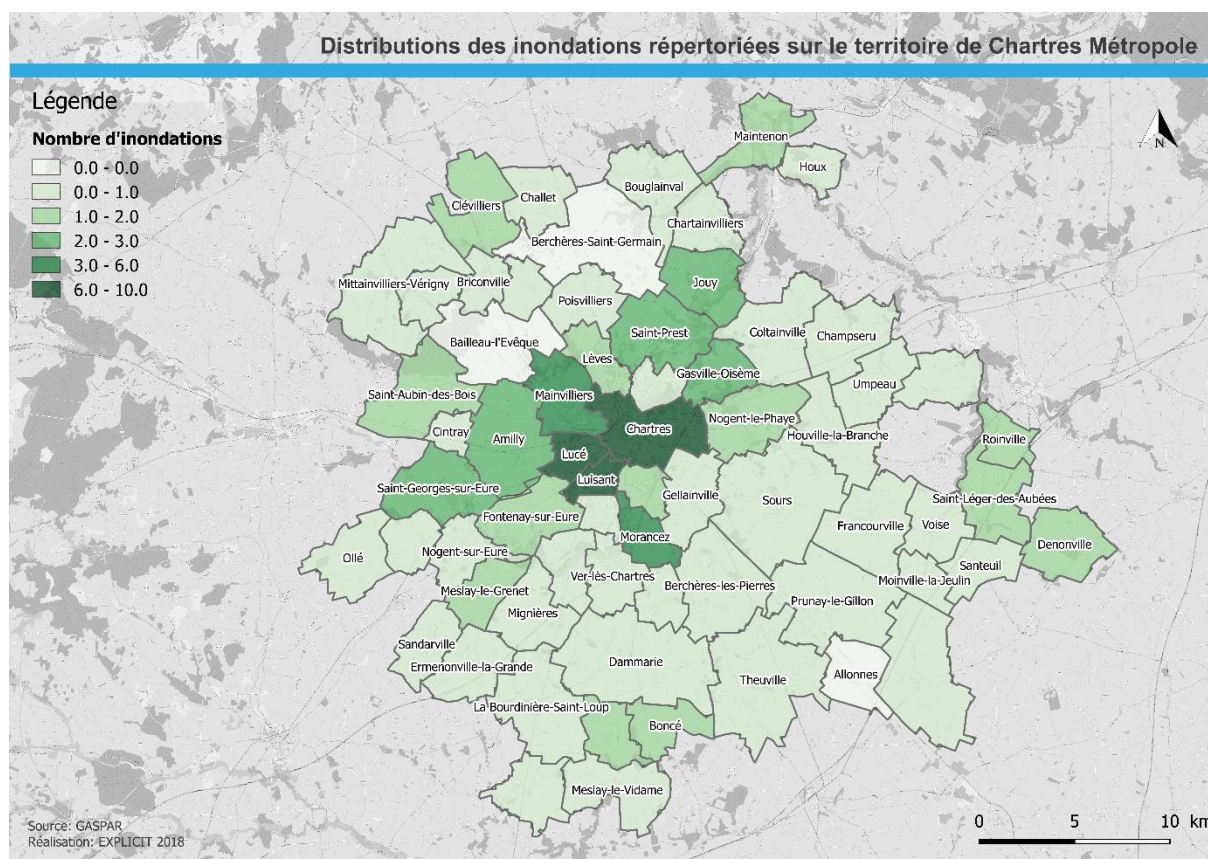 Distributions des inondations répertoriées sur le territoire de Chartres Métropole
Légende
Nombre d'inondations
0.0 - 0.0
0.0 - 1.0
1.0 - 2.0
2.0 - 3.0
3.0 - 6.0
6.0 - 10.0
N
Maintenon
Houx
Bouglainval
Challet
Clévilliers
Chartainvilliers
Berchères-Saint-Germain
Jouy
Mittainvilliers-Vérigny
Briconville
Poisvilliers
Saint-Prest
Coltainville
Champseru
Bailleau-l'Evêque
Lèves
Gasville-Oisème
Umpeau
Saint-Aubin-des-Bois
Mainvilliers
Nogent-le-Phaye
Chartres
Cintray
Amilly
Houville-la-Branche
Roinville
Lucé
Luisant
Saint-Georges-sur-Eure
Gellainville
Sours
Saint-Léger-des-Aubées
Fontenay-sur-Eure
Francourville
Voise
Morancez
Denonville
Ollé
Nogent-sur-Eure
Santeuil
Ver-lès-Chartres
Berchères-les-Pierres
Moinville-la-Jeulin
Meslay-le-Grenet
Prunay-le-Gillon
Mignières
Sandarville
Ermenonville-la-Grande
Dammarie
Theuville
Allonnes
La Bourdinière-Saint-Loup
Boncé
Meslay-le-Vidame
Source: GASPAR
Réalisation: EXPLICIT 2018
0 5 10 km